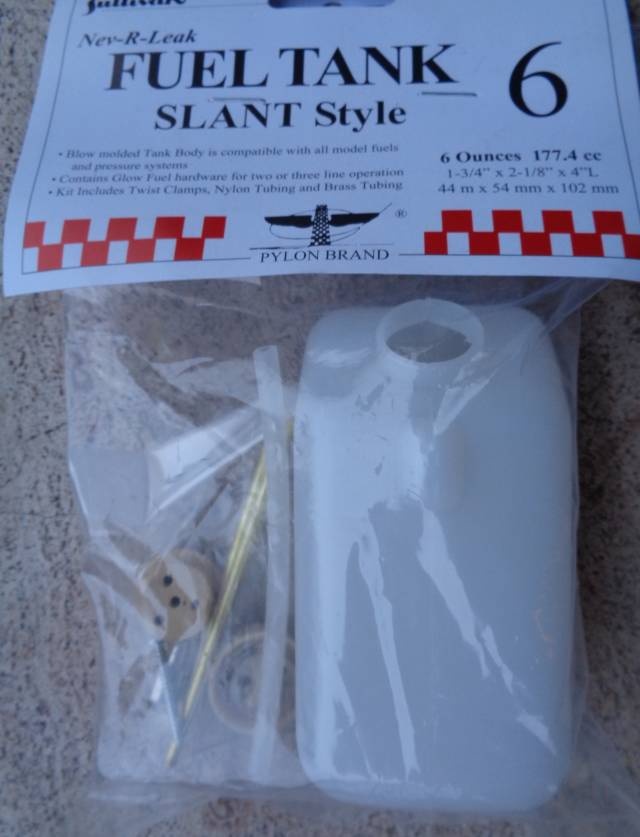 Sullivan
Nev-R-Leak
FUEL TANK 6
SLANT Style
• Blow molded Tank Body is compatible with all model fuels
and pressure systems
• Contains Glow Fuel hardware for two or three line operation
• Kit Includes Twist Clamps, Nylon Tubing and Brass Tubing
6 Ounces 177.4 cc
1-3/4" x 2-1/8" x 4"L
44 m x 54 mm x 102 mm
®
PYLON BRAND